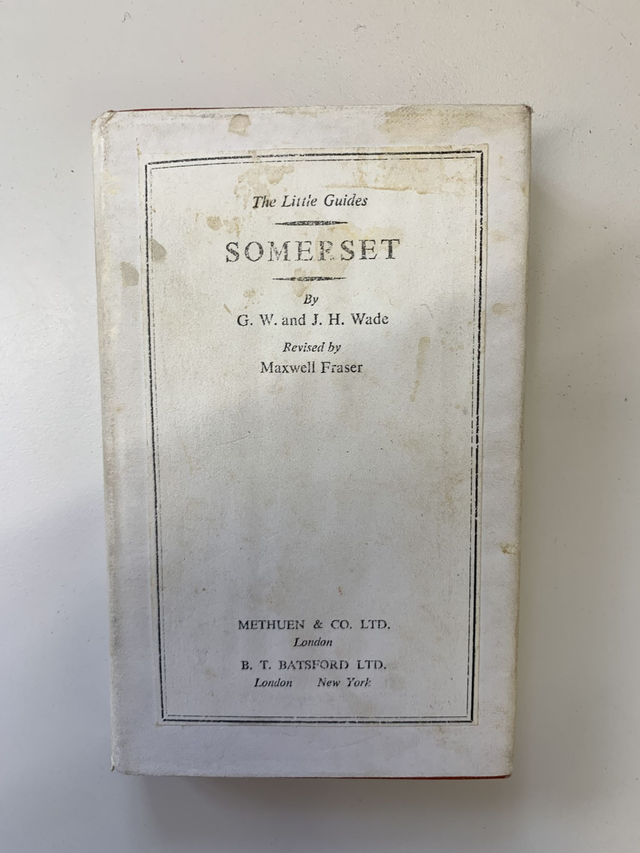 The Little Guides
SOMERSET
By
G. W. and J. H. Wade
Revised by
Maxwell Fraser
METHUEN & CO. LTD.
London
B. T. BATSFORD LTD.
London New York